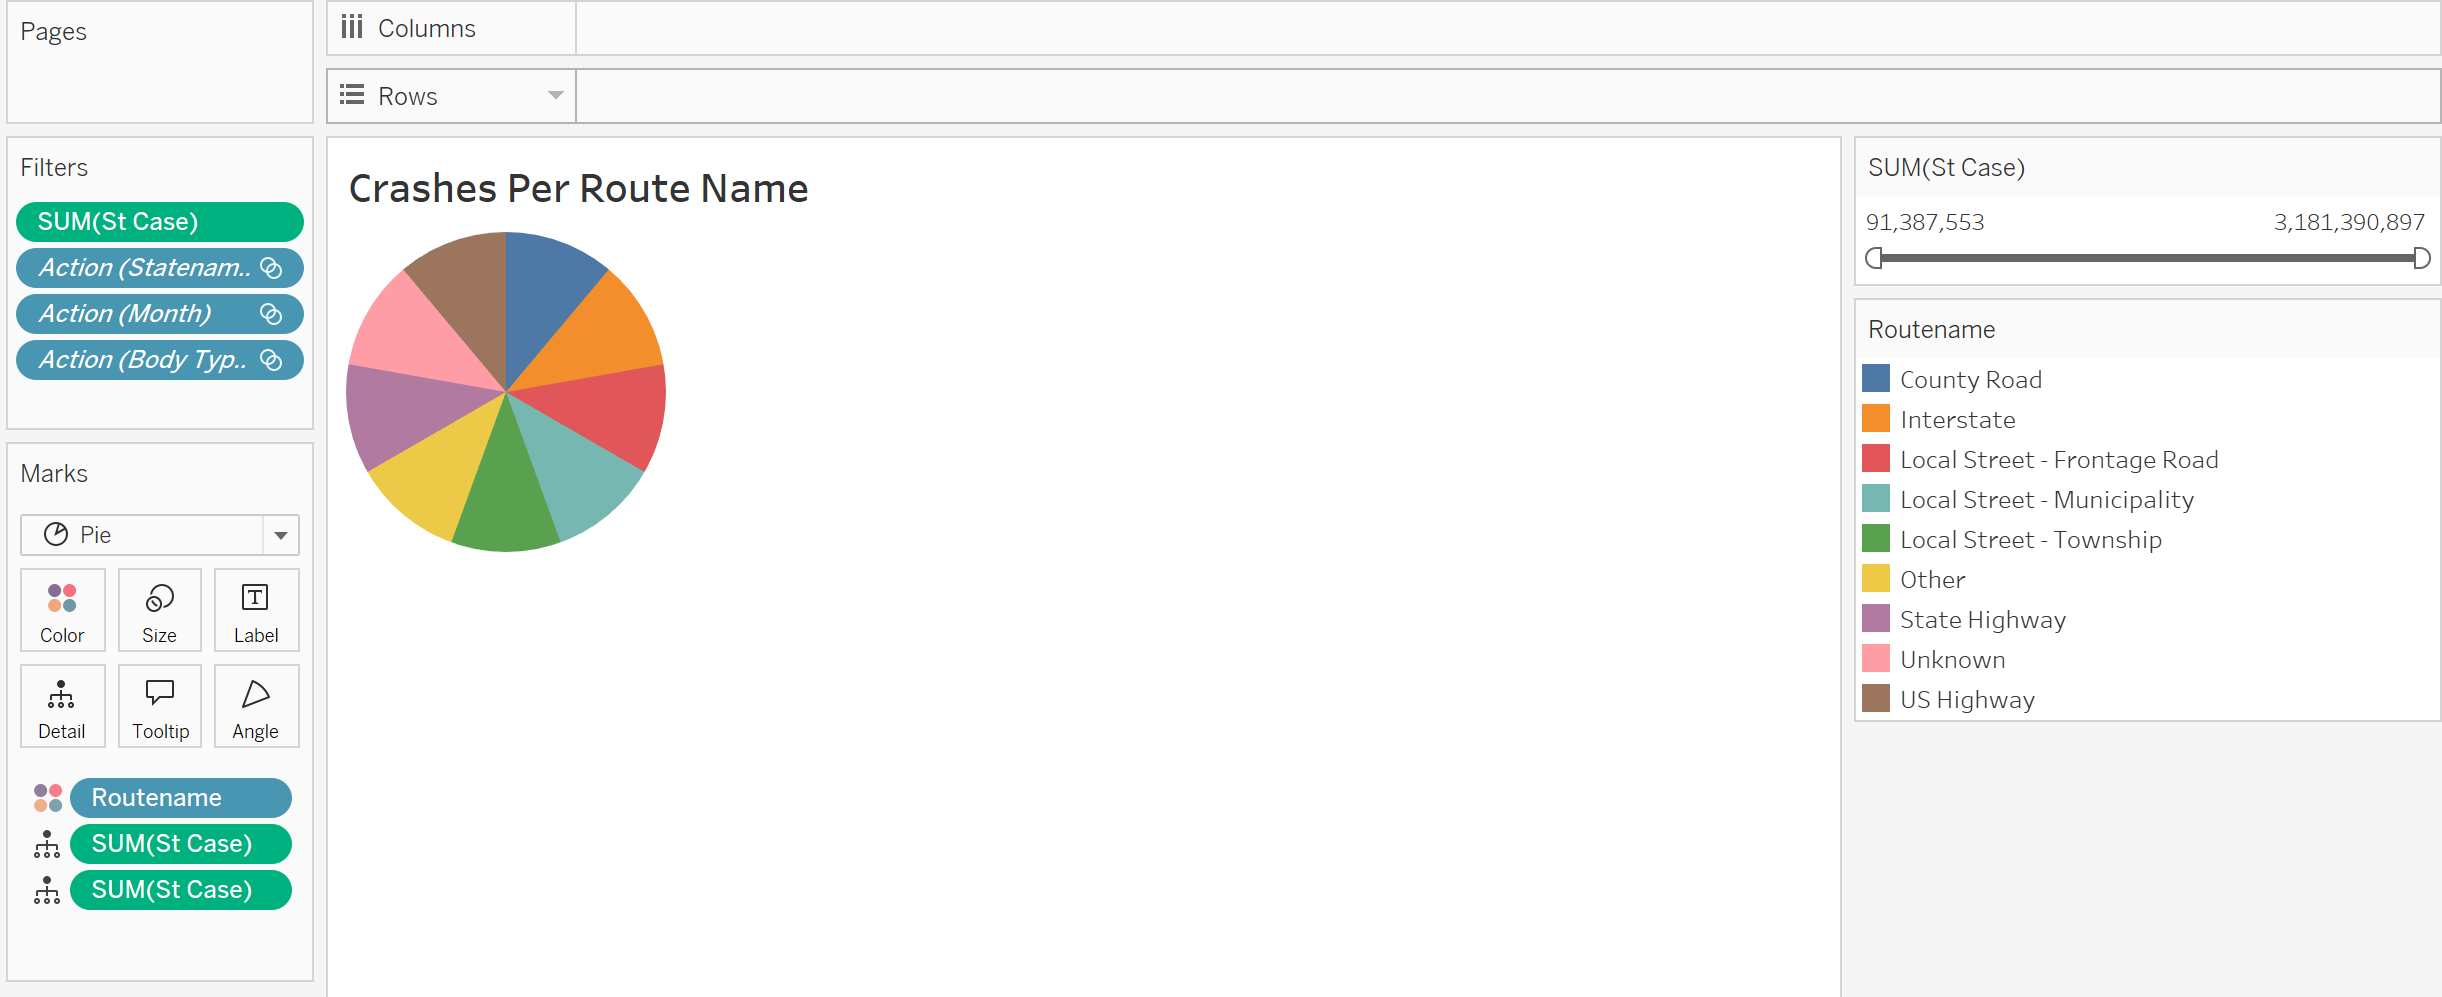 Pages
Columns
Rows
Filters
SUM(St Case)
Action (Statenam..
Action (Month)
Action (Body Typ..
Marks
Pie
Color
Size
Label
Detail
Tooltip
Angle
Routename
SUM(St Case)
SUM(St Case)
Crashes Per Route Name
SUM(St Case)
91,387,553 3,181,390,897
Routename
County Road
Interstate
Local Street - Frontage Road
Local Street - Municipality
Local Street - Township
Other
State Highway
Unknown
US Highway